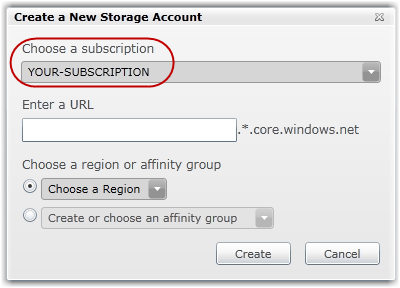 Create a New Storage Account
Choose a subscription
YOUR-SUBSCRIPTION
Enter a URL
.*.core.windows.net
Choose a region or affinity group
Choose a Region
Create or choose an affinity group
Create Cancel